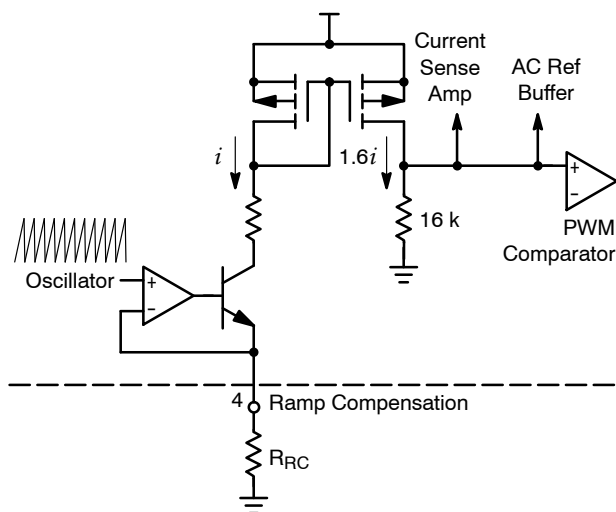 Current
Sense
Amp
AC Ref
Buffer
i
1.6i
+
−
16 k
PWM
Comparator
Oscillator
+
−
4
Ramp Compensation
RRC